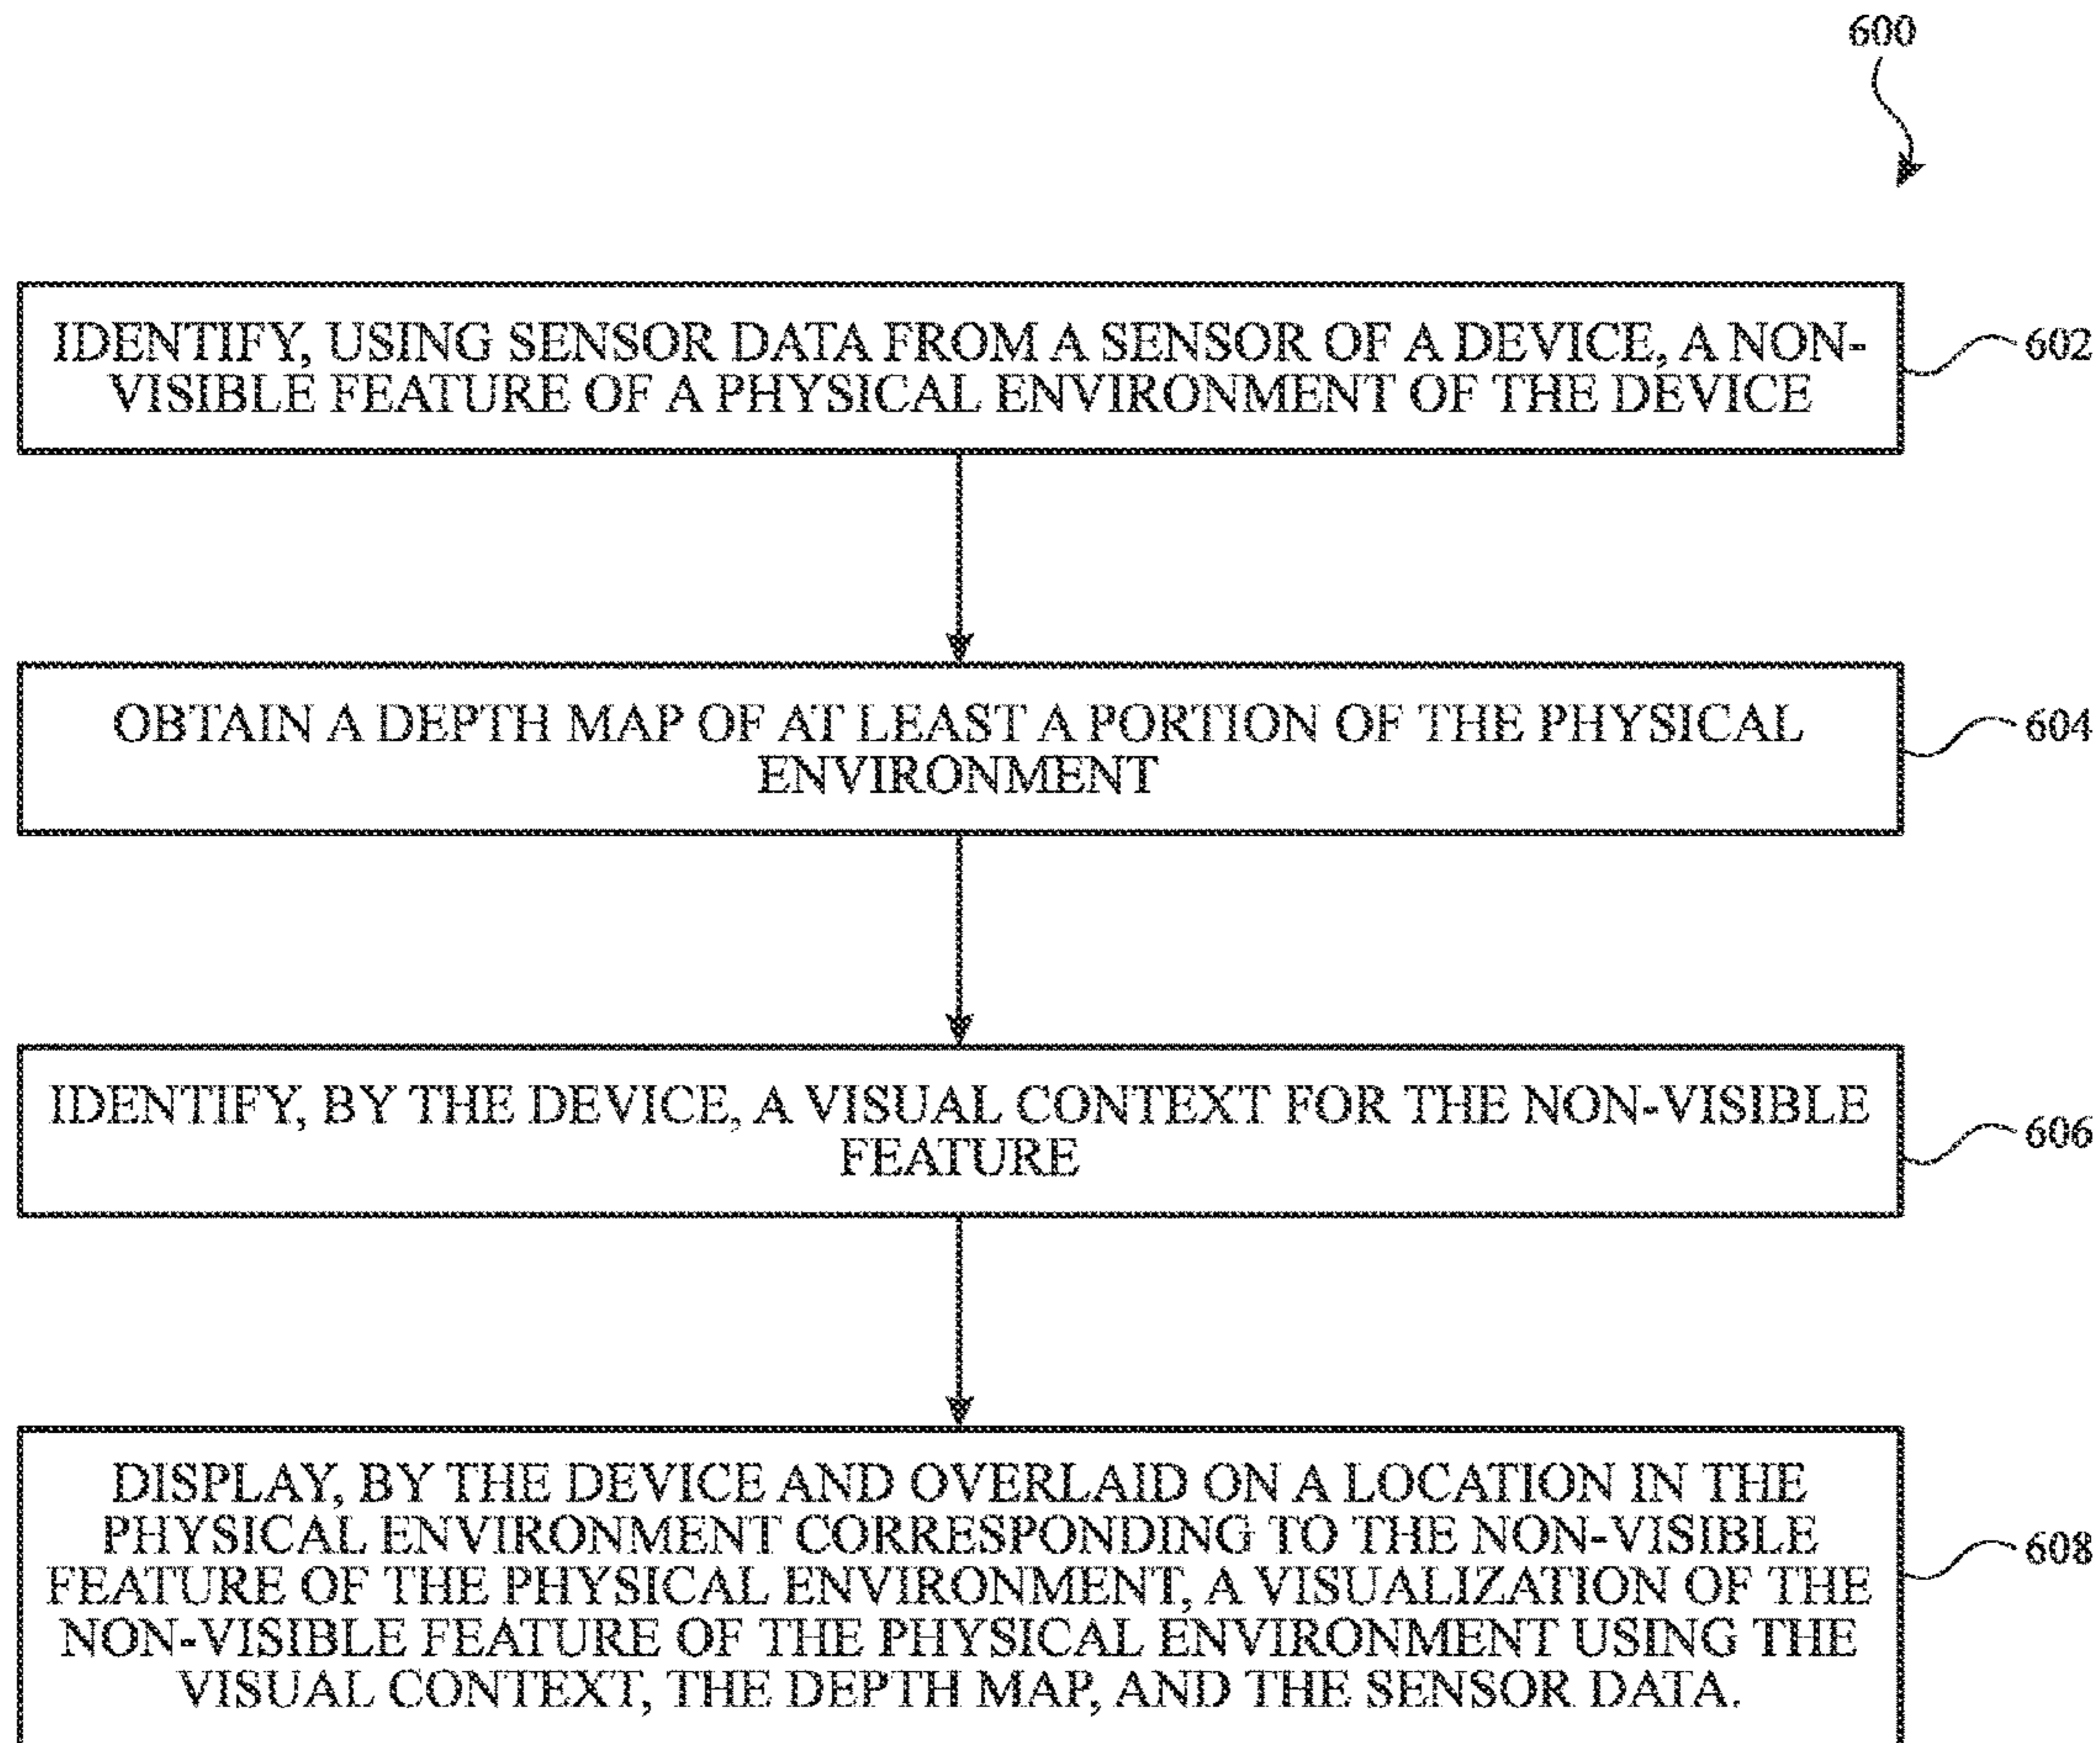 600
IDENTIFY, USING SENSOR DATA FROM A SENSOR OF A DEVICE, A NON-
VISIBLE FEATURE OF A PHYSICAL ENVIRONMENT OF THE DEVICE
602
OBTAIN A DEPTH MAP OF AT LEAST A PORTION OF THE PHYSICAL
ENVIRONMENT
604
IDENTIFY, BY THE DEVICE, A VISUAL CONTEXT FOR THE NON-VISIBLE
FEATURE
606
DISPLAY, BY THE DEVICE AND OVERLAID ON A LOCATION IN THE
PHYSICAL ENVIRONMENT CORRESPONDING TO THE NON-VISIBLE
FEATURE OF THE PHYSICAL ENVIRONMENT, A VISUALIZATION OF THE
NON-VISIBLE FEATURE OF THE PHYSICAL ENVIRONMENT USING THE
VISUAL CONTEXT, THE DEPTH MAP, AND THE SENSOR DATA.
608